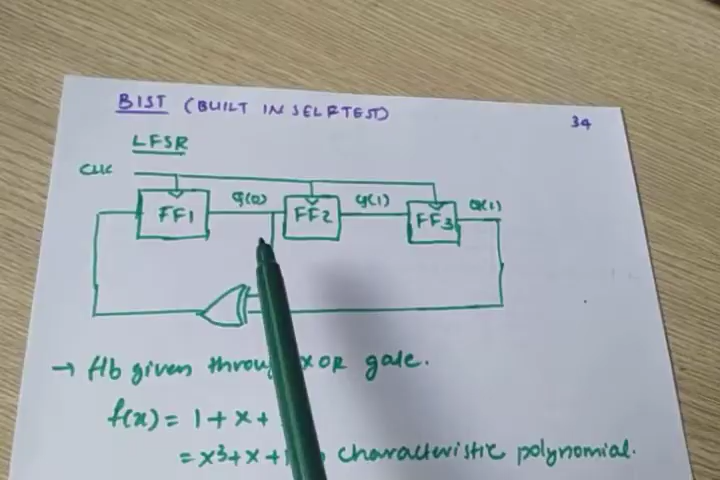 BIST (BUILT IN SELFTEST)
34
LFSR
CLK
FF1 q(0) FF2 q(1) FF3 Q(1)
→ f/b given throu XOR gate.
f(x) = 1 + x +
= x³+x+1 characteristic polynomial.